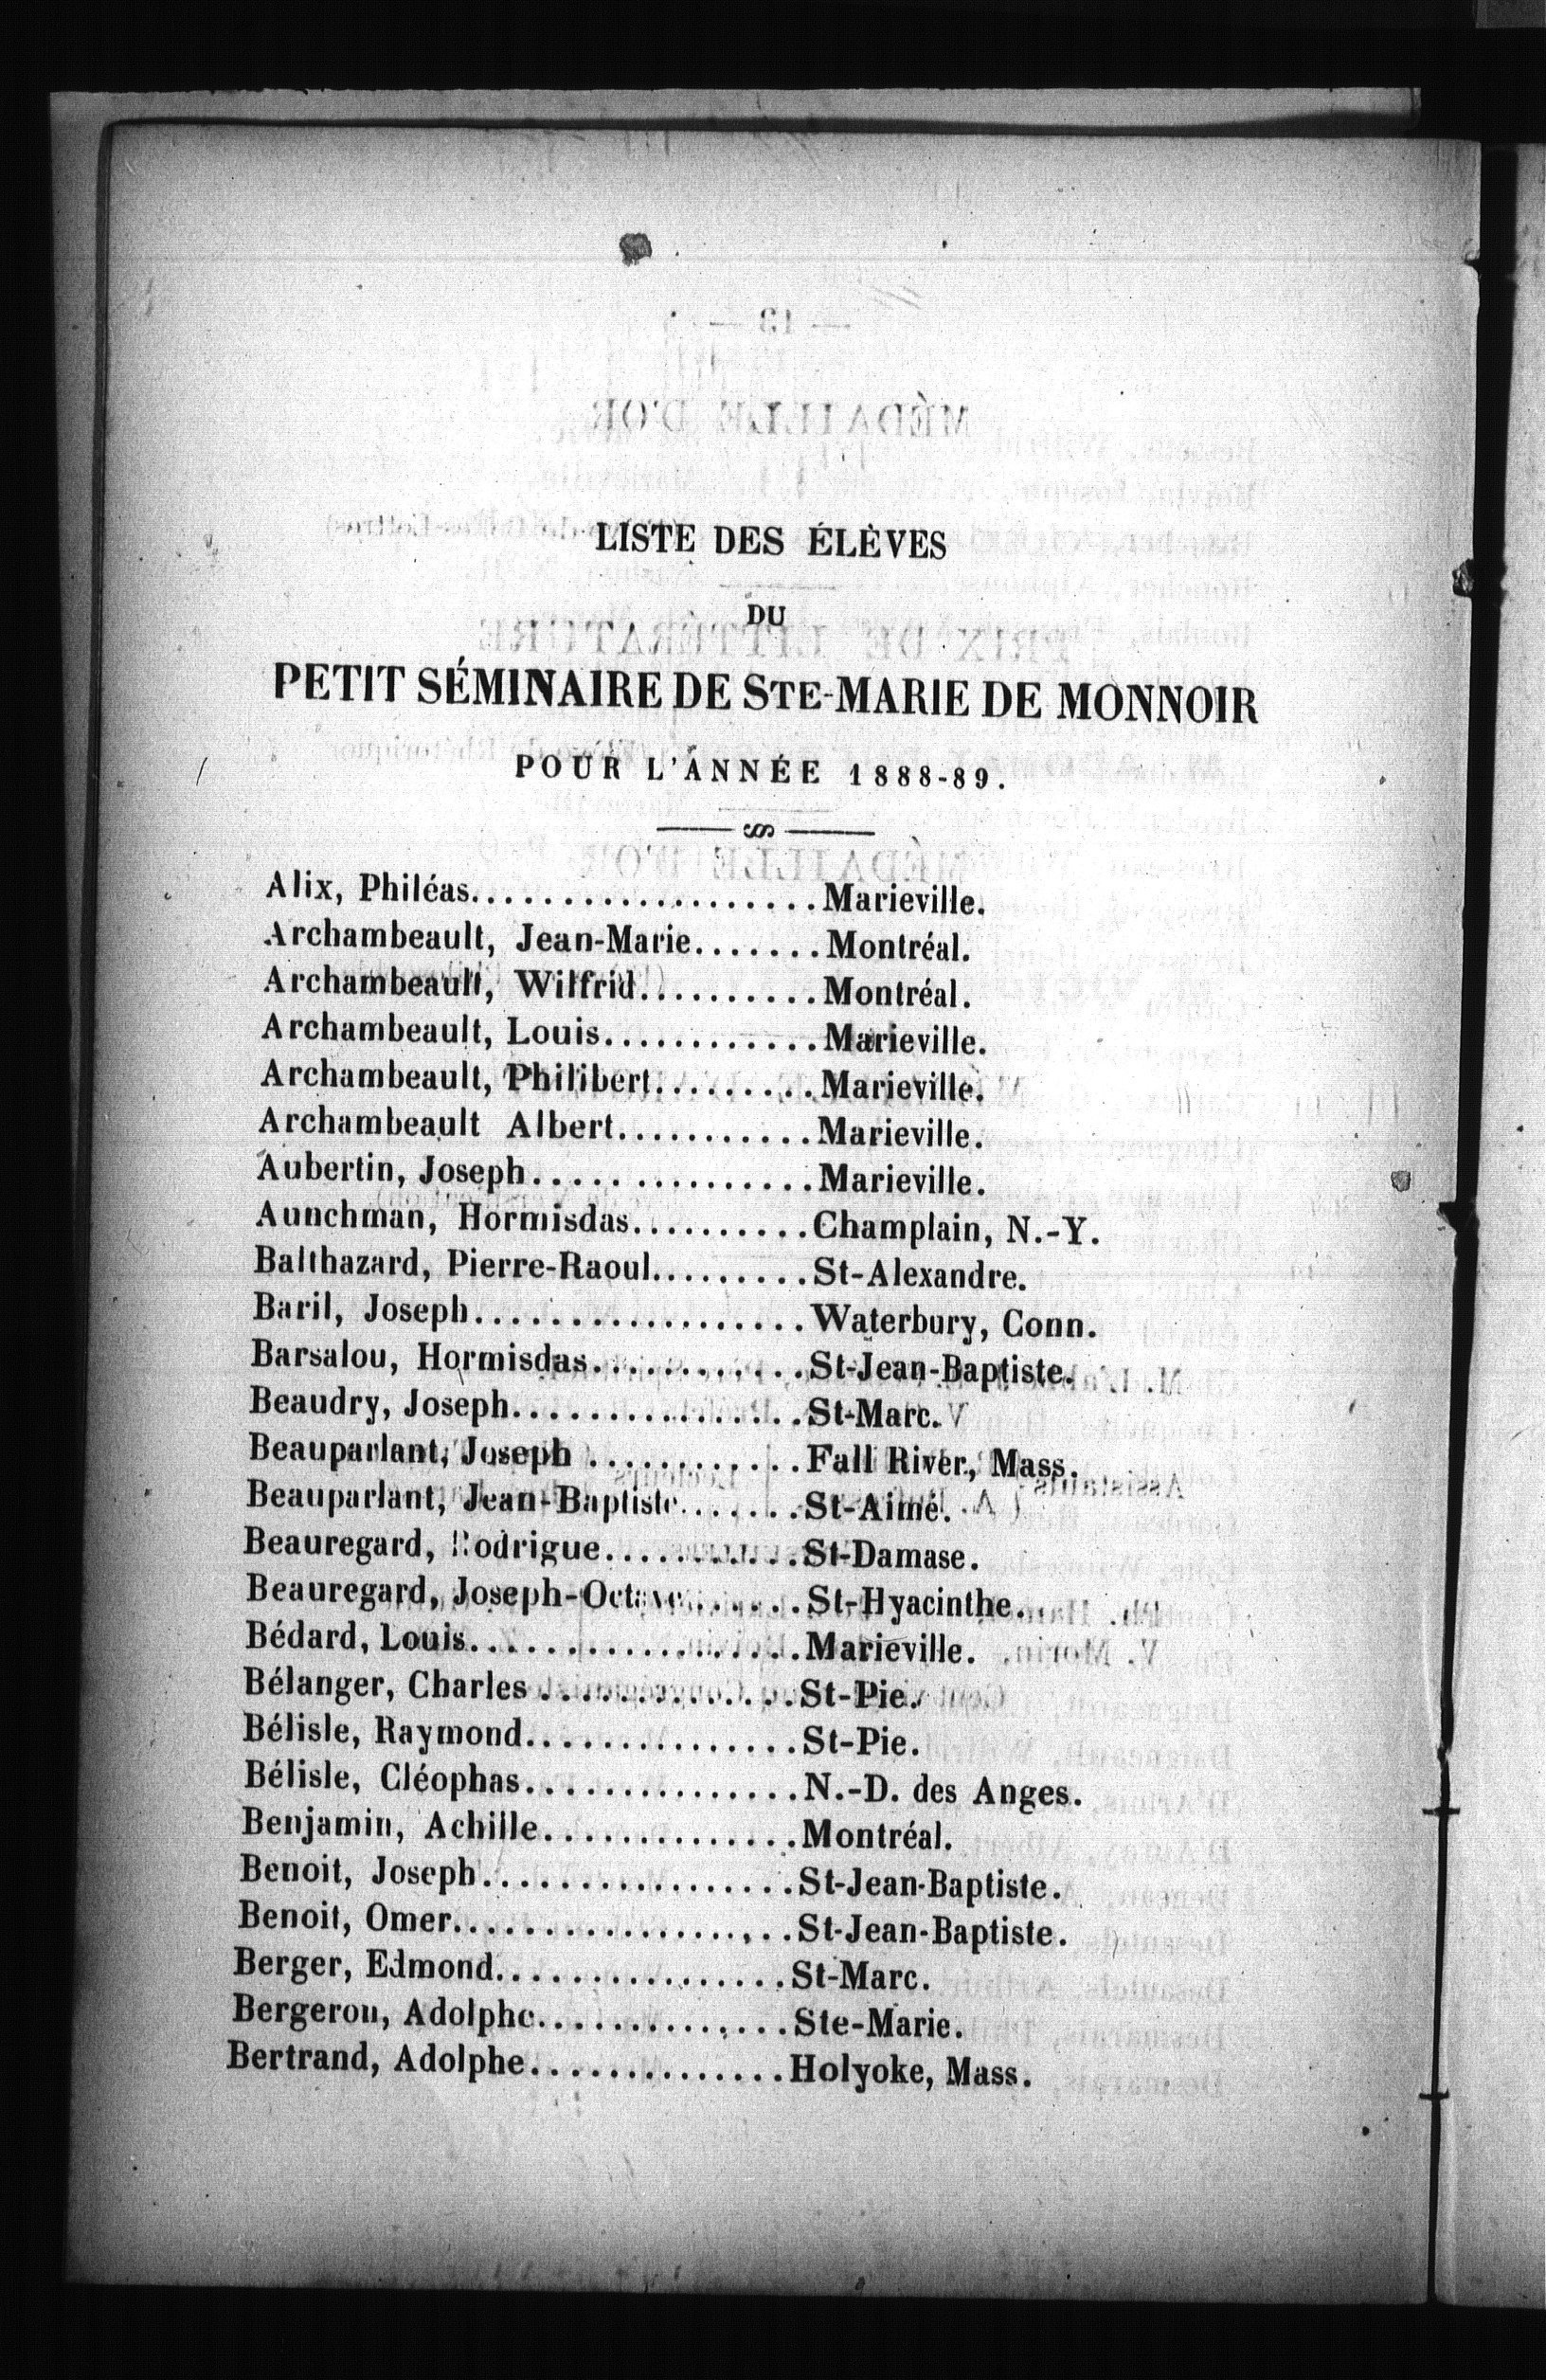 LISTE DES ÉLÈVES
DU
PETIT SÉMINAIRE DE STE-MARIE DE MONNOIR
POUR L'ANNÉE 1888-89.
Alix, Philéas...................Marieville.
Archambeault, Jean-Marie.......Montréal.
Archambeault, Wilfrid..........Montréal.
Archambeault, Louis............Marieville.
Archambeault, Philibert.........Marieville.
Archambeault Albert...........Marieville.
Aubertin, Joseph...............Marieville.
Aunchman, Hormisdas..........Champlain, N.-Y.
Balthazard, Pierre-Raoul.........St-Alexandre.
Baril, Joseph..................Waterbury, Conn.
Barsalou, Hormisdas............St-Jean-Baptiste.
Beaudry, Joseph................St-Marc.
Beauparlant, Joseph ............Fall River, Mass.
Beauparlant, Jean-Baptiste.......St-Aimé.
Beauregard, Rodrigue...........St-Damase.
Beauregard, Joseph-Octave......St-Hyacinthe.
Bédard, Louis..................Marieville.
Bélanger, Charles..............St-Pie.
Bélisle, Raymond...............St-Pie.
Bélisle, Cléophas...............N.-D. des Anges.
Benjamin, Achille..............Montréal.
Benoit, Joseph.................St-Jean-Baptiste.
Benoit, Omer..................St-Jean-Baptiste.
Berger, Edmond................St-Marc.
Bergeron, Adolphe..............Ste-Marie.
Bertrand, Adolphe..............Holyoke, Mass.